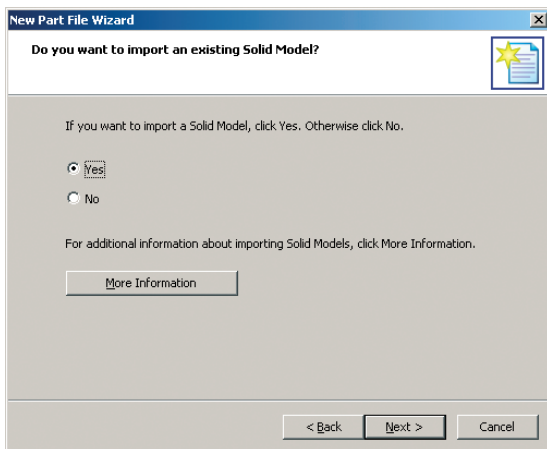 New Part File Wizard
Do you want to import an existing Solid Model?
If you want to import a Solid Model, click Yes. Otherwise click No.
Yes
No
For additional information about importing Solid Models, click More Information.
More Information
< Back
Next >
Cancel